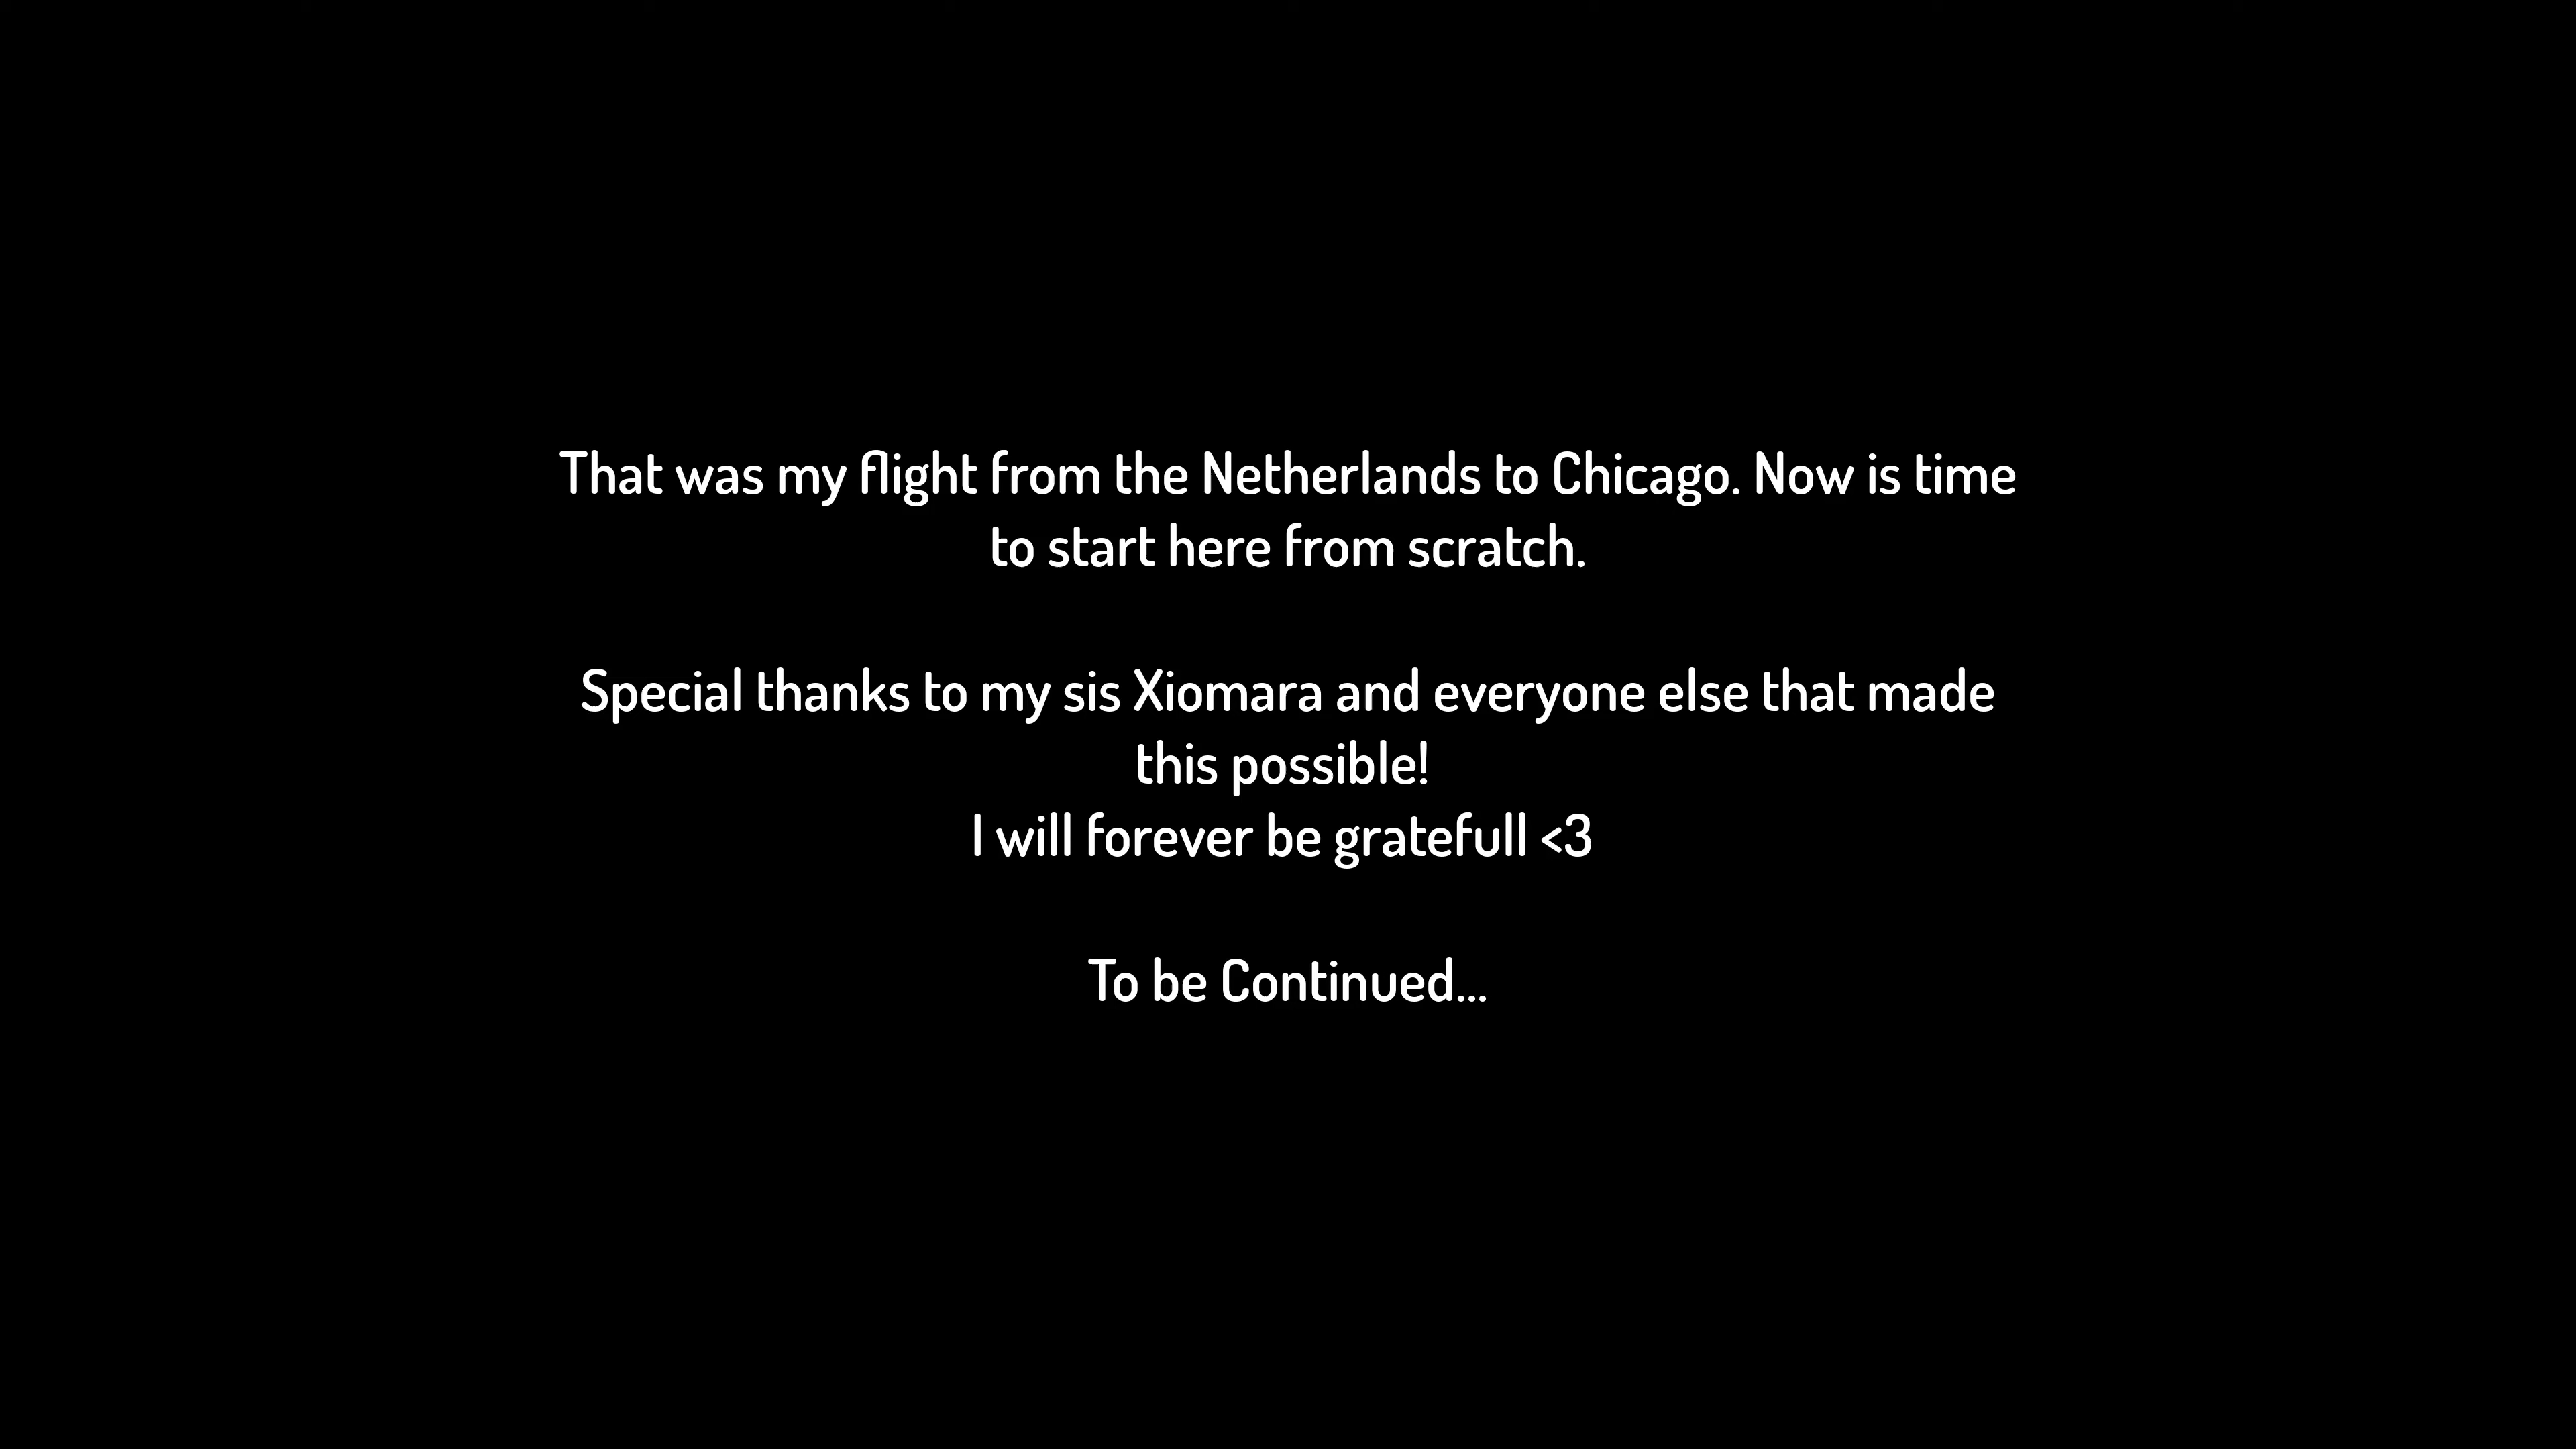 That was my flight from the Netherlands to Chicago. Now is time
to start here from scratch.
Special thanks to my sis Xiomara and everyone else that made
this possible!
I will forever be gratefull <3
To be Continued...